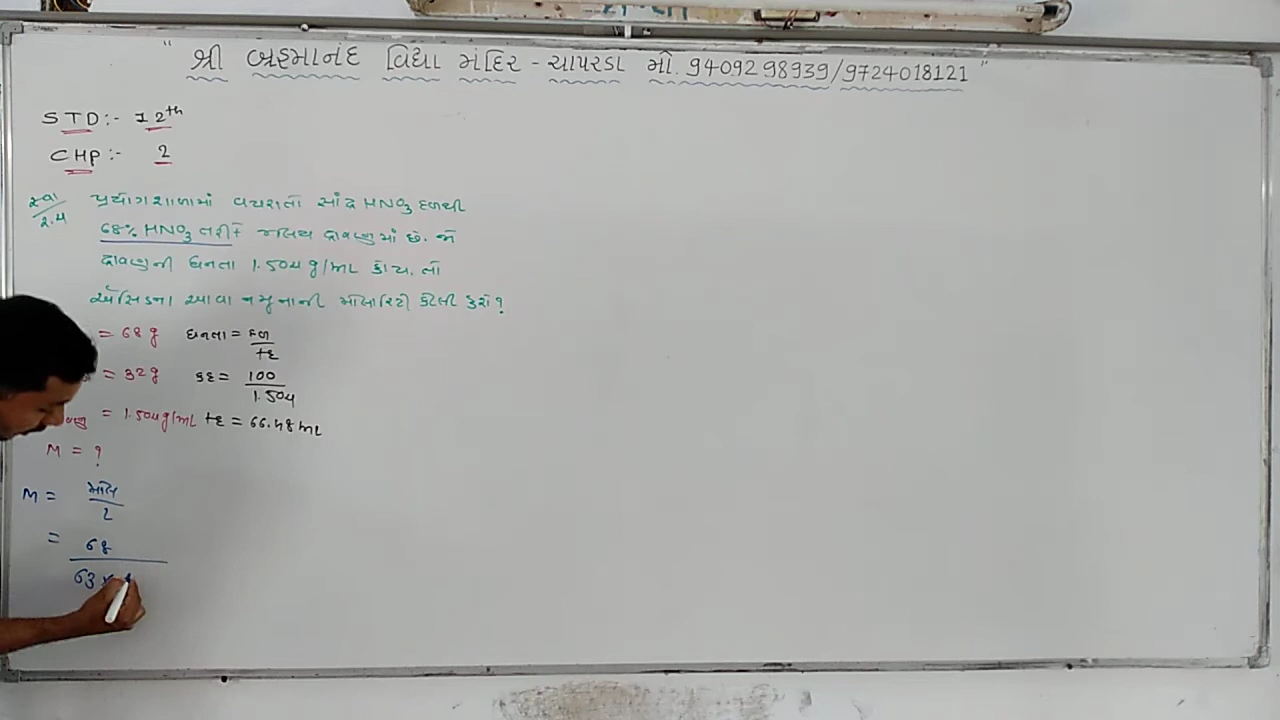 " શ્રી બ્રહ્માનંદ વિદ્યા મંદિર - ચાપરડા મો. 9409298939/9724018121 "
STD:- 12th
CHP:- 2
સ્વા/2.4 પ્રયોગશાળામાં વપરાતો સાંદ્ર HNO3 દળથી
68% HNO3 તરીકે જલીય દ્રાવણમાં છે. જો
દ્રાવણની ઘનતા 1.504 g/mL હોય. તો
એસિડના આવા નમૂનાની મોલારિટી કેટલી હશે?
= 68 g ઘનતા = દળ/કદ
= 32 g કદ = 100/1.504
= 1.504 g/mL કદ = 66.48 mL
M = ?
M = મોલ/L
= 68
63 ×